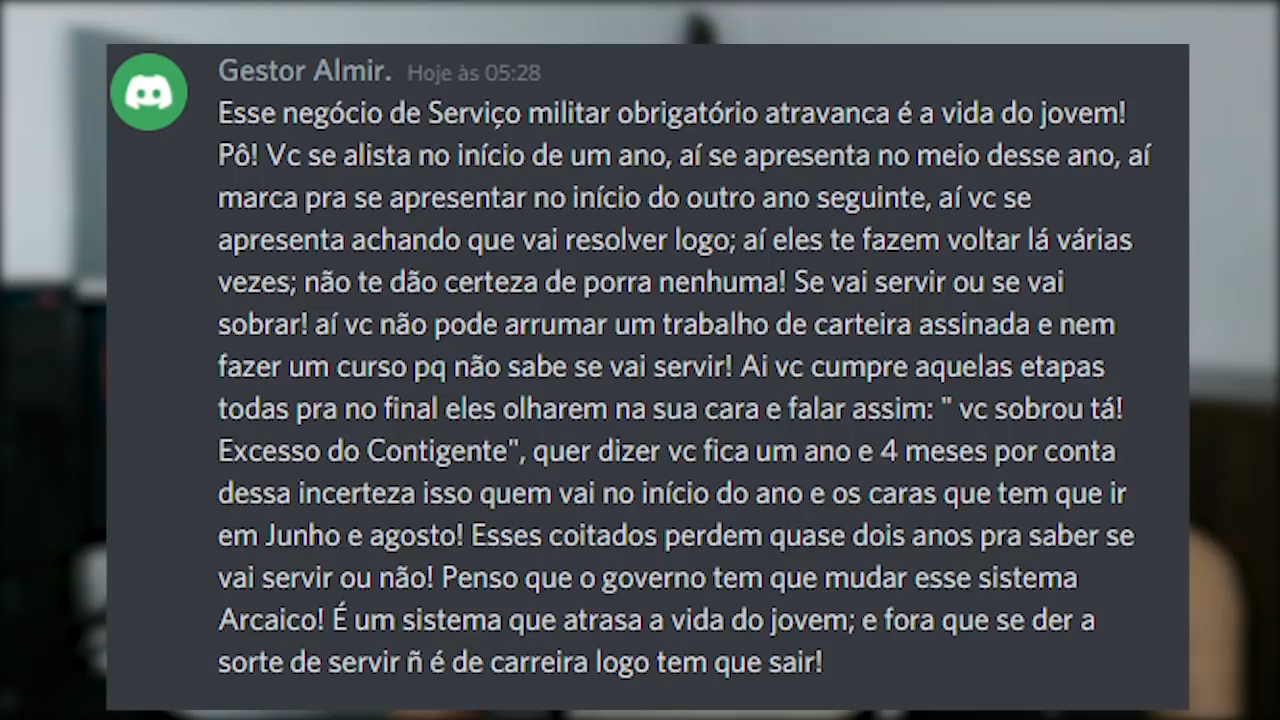 Gestor Almir. Hoje às 05:28
Esse negócio de Serviço militar obrigatório atravanca é a vida do jovem!
Pô! Vc se alista no início de um ano, aí se apresenta no meio desse ano, aí
marca pra se apresentar no início do outro ano seguinte, aí vc se
apresenta achando que vai resolver logo; aí eles te fazem voltar lá várias
vezes; não te dão certeza de porra nenhuma! Se vai servir ou se vai
sobrar! aí vc não pode arrumar um trabalho de carteira assinada e nem
fazer um curso pq não sabe se vai servir! Ai vc cumpre aquelas etapas
todas pra no final eles olharem na sua cara e falar assim: " vc sobrou tá!
Excesso do Contigente", quer dizer vc fica um ano e 4 meses por conta
dessa incerteza isso quem vai no início do ano e os caras que tem que ir
em Junho e agosto! Esses coitados perdem quase dois anos pra saber se
vai servir ou não! Penso que o governo tem que mudar esse sistema
Arcaico! É um sistema que atrasa a vida do jovem; e fora que se der a
sorte de servir ñ é de carreira logo tem que sair!